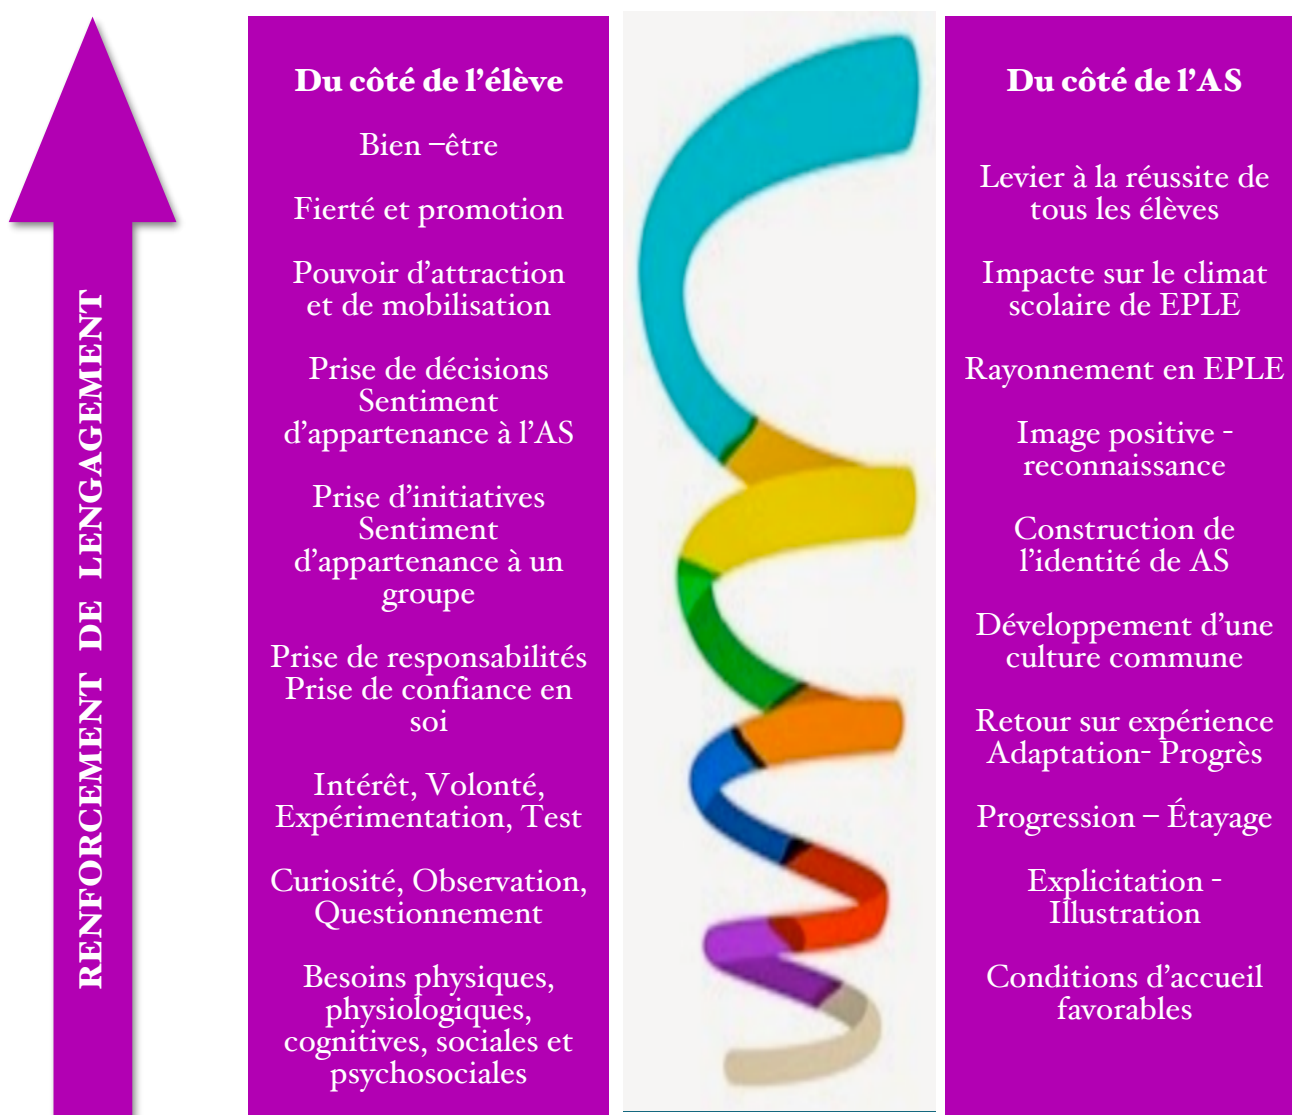 RENFORCEMENT DE LENGAGEMENT
Du côté de l’élève
Bien –être
Fierté et promotion
Pouvoir d’attraction
et de mobilisation
Prise de décisions
Sentiment
d’appartenance à l’AS
Prise d’initiatives
Sentiment
d’appartenance à un
groupe
Prise de responsabilités
Prise de confiance en
soi
Intérêt, Volonté,
Expérimentation, Test
Curiosité, Observation,
Questionnement
Besoins physiques,
physiologiques,
cognitives, sociales et
psychosociales
Du côté de l’AS
Levier à la réussite de
tous les élèves
Impacte sur le climat
scolaire de EPLE
Rayonnement en EPLE
Image positive -
reconnaissance
Construction de
l’identité de AS
Développement d’une
culture commune
Retour sur expérience
Adaptation- Progrès
Progression – Étayage
Explicitation -
Illustration
Conditions d’accueil
favorables